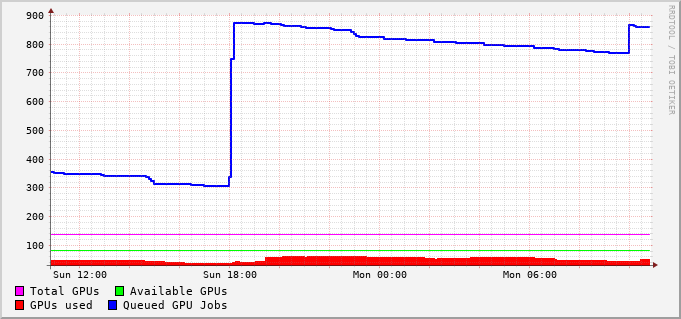 900
800
700
600
500
400
300
200
100
Sun 12:00 Sun 18:00 Mon 00:00 Mon 06:00
Total GPUs Available GPUs
GPUs used Queued GPU Jobs
RRDTOOL / TOBI OETIKER